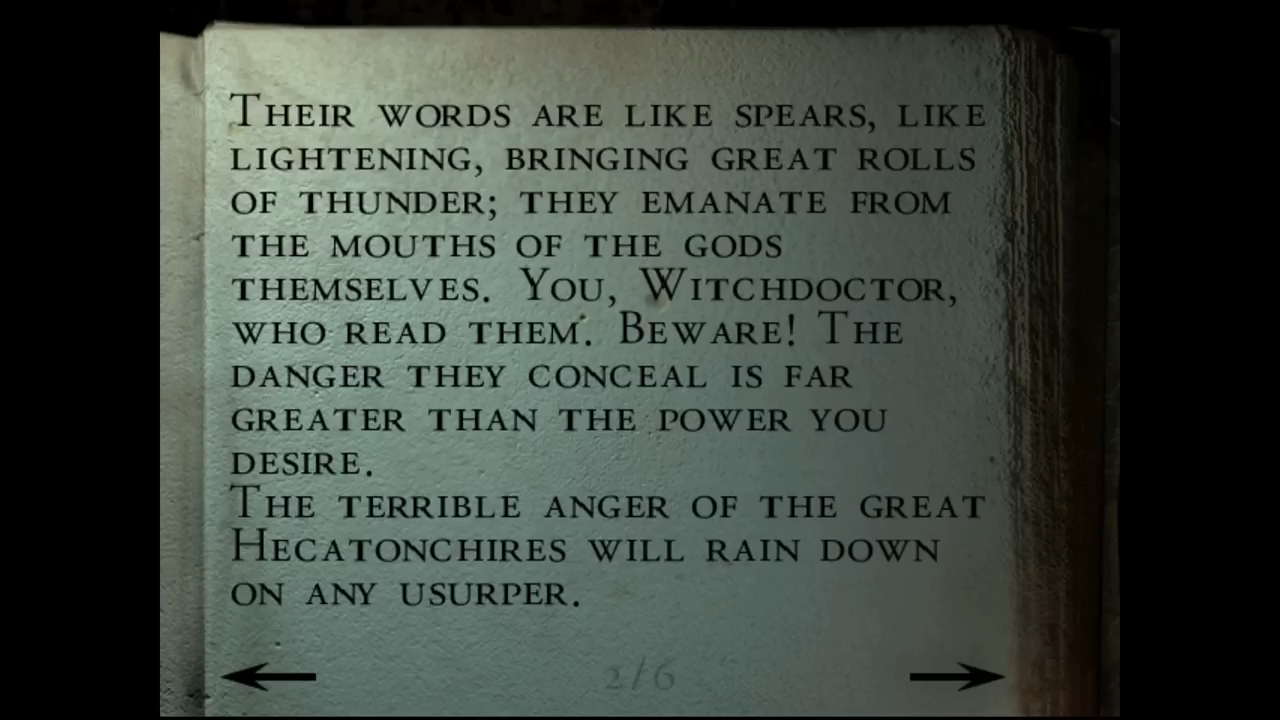 Their words are like spears, like
lightening, bringing great rolls
of thunder; they emanate from
the mouths of the gods
themselves. You, Witchdoctor,
who read them. Beware! The
danger they conceal is far
greater than the power you
desire.
The terrible anger of the great
Hecatonchires will rain down
on any usurper.
2/6